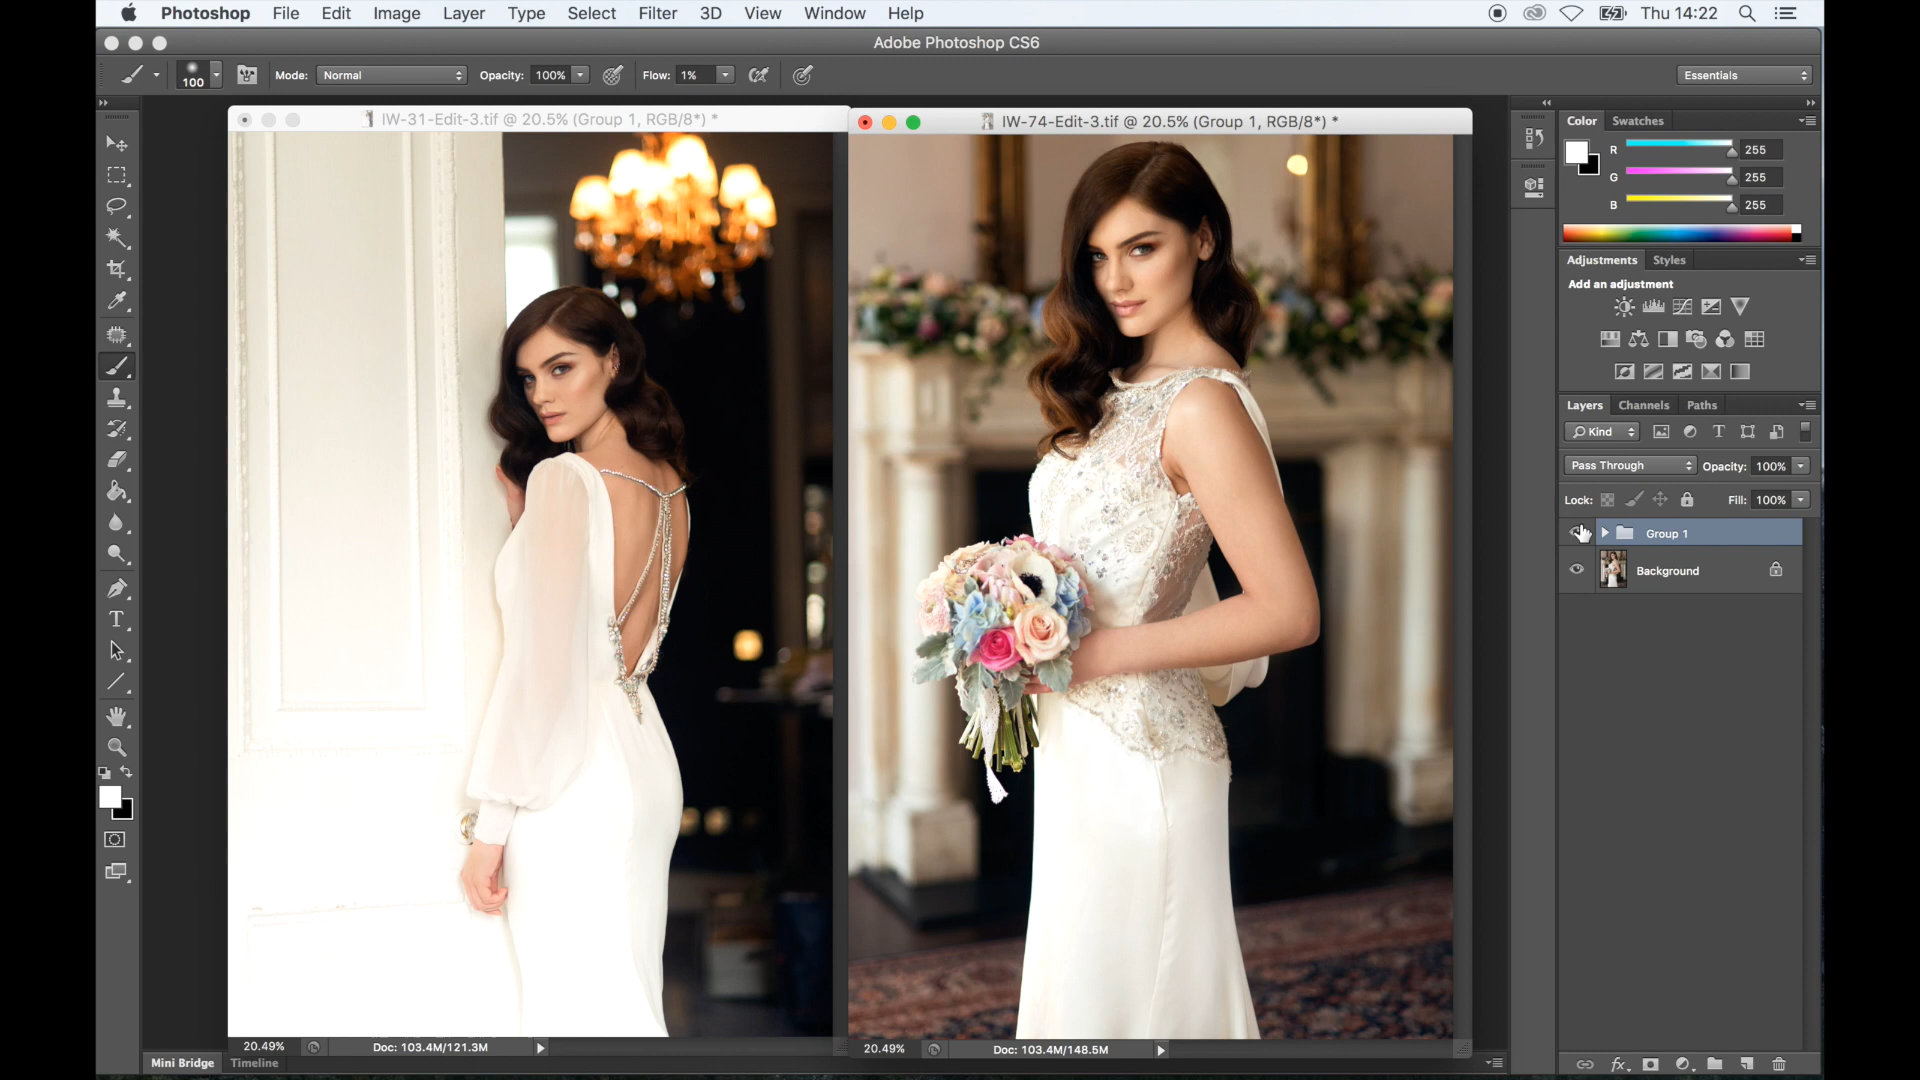 Photoshop File Edit Image Layer Type Select Filter 3D View Window Help Thu 14:22
Adobe Photoshop CS6
100 Mode: Normal Opacity: 100% Flow: 1% Essentials
IW-31-Edit-3.tif @ 20.5% (Group 1, RGB/8*) *
IW-74-Edit-3.tif @ 20.5% (Group 1, RGB/8*) *
Color Swatches
R 255
G 255
B 255
Adjustments Styles
Add an adjustment
Layers Channels Paths
Kind
Pass Through Opacity: 100%
Lock: Fill: 100%
Group 1
Background
20.49% Doc: 103.4M/121.3M
20.49% Doc: 103.4M/148.5M
Mini Bridge Timeline